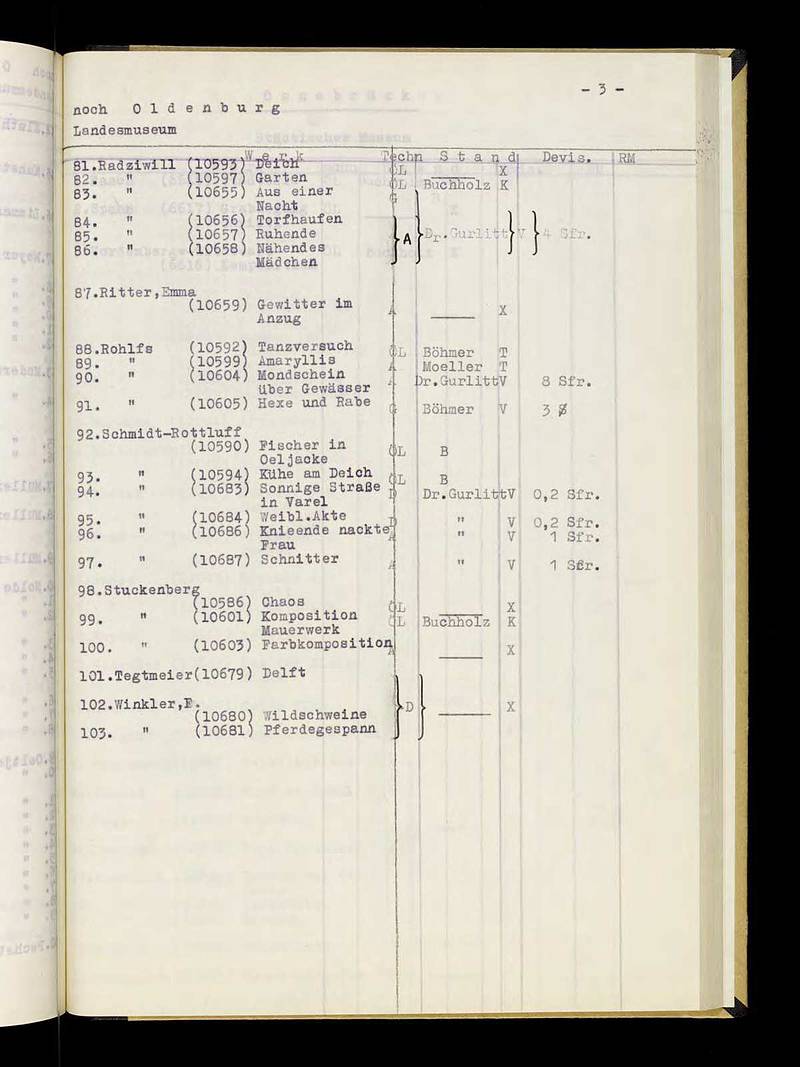 - 3 -
noch Oldenburg
Landesmuseum
Werk Techn Stand Devis. RM
81.Radziwill (10593) Deich ÖL ____ X
82. " (10597) Garten ÖL Buchholz K
83. " (10655) Aus einer G
Nacht
84. " (10656) Torfhaufen
85. " (10657) Ruhende A Dr.Gurlitt V 4 Sfr.
86. " (10658) Nähendes
Mädchen
87.Ritter,Emma
(10659) Gewitter im A ____ X
Anzug
88.Rohlfs (10592) Tanzversuch ÖL Böhmer T
89. " (10599) Amaryllis A Moeller T
90. " (10604) Mondschein A Dr.Gurlitt V 8 Sfr.
über Gewässer
91. " (10605) Hexe und Rabe G Böhmer V 3 $
92.Schmidt-Rottluff
(10590) Fischer in ÖL B
Oeljacke
93. " (10594) Kühe am Deich ÖL B
94. " (10683) Sonnige Straße D Dr.Gurlitt V 0,2 Sfr.
in Varel
95. " (10684) Weibl.Akte D " V 0,2 Sfr.
96. " (10686) Knieende nackte A " V 1 Sfr.
Frau
97. " (10687) Schnitter A " V 1 Sfr.
98.Stuckenberg
(10586) Chaos ÖL ____ X
99. " (10601) Komposition ÖL Buchholz K
Mauerwerk
100. " (10603) Farbkomposition A ____ X
101.Tegtmeier(10679) Delft
102.Winkler,E. D ____ X
(10680) Wildschweine
103. " (10681) Pferdegespann